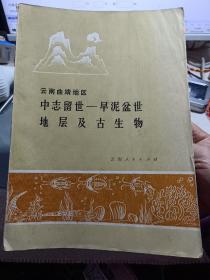 云南曲靖地区
中志留世—早泥盆世
地层及古生物
云南人民出版社